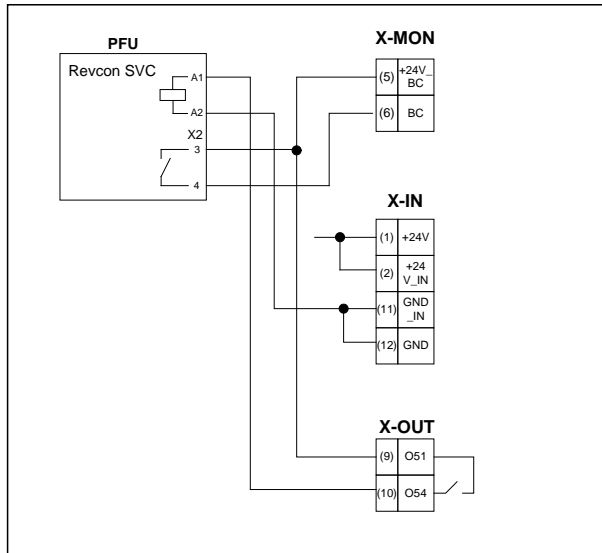 PFU
Revcon SVC
A1
A2
X2
3
4
X-MON
(5) +24V_
BC
(6) BC
X-IN
(1) +24V
(2) +24
V_IN
(11) GND
_IN
(12) GND
X-OUT
(9) O51
(10) O54